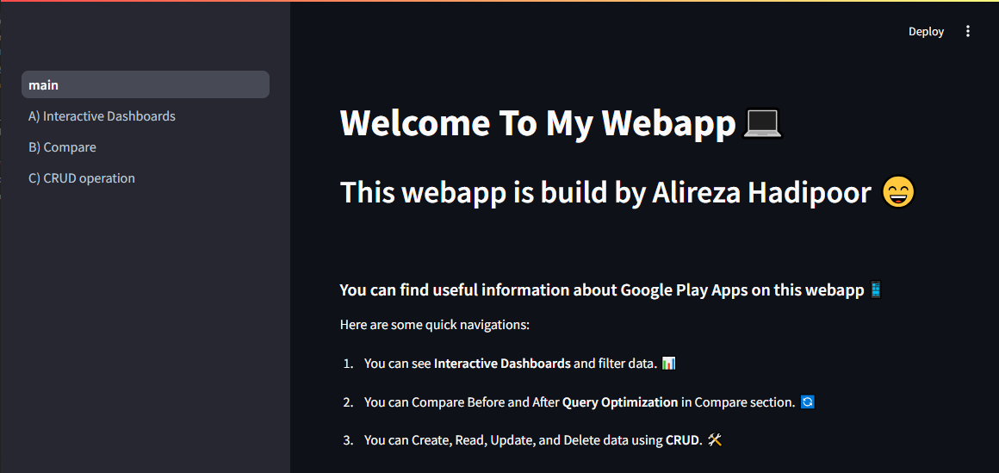 Deploy
main
A) Interactive Dashboards
B) Compare
C) CRUD operation
Welcome To My Webapp 💻
This webapp is build by Alireza Hadipoor 😄
You can find useful information about Google Play Apps on this webapp 📱
Here are some quick navigations:
1. You can see Interactive Dashboards and filter data. 📊
2. You can Compare Before and After Query Optimization in Compare section. 🔄
3. You can Create, Read, Update, and Delete data using CRUD. 🛠️